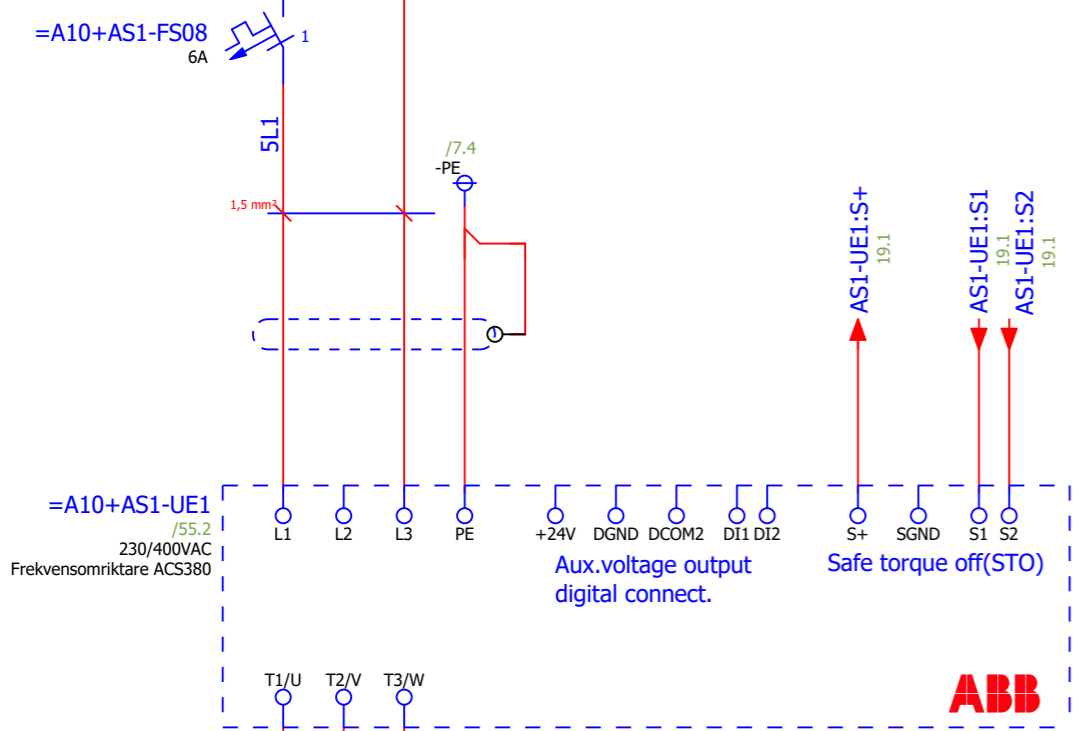 =A10+AS1-FS08
6A
1
5L1
1,5 mm²
/7.4
-PE
AS1-UE1:S+
19.1
AS1-UE1:S1
19.1
AS1-UE1:S2
19.1
=A10+AS1-UE1
/55.2
230/400VAC
Frekvensomriktare ACS380
L1 L2 L3 PE +24V DGND DCOM2 DI1 DI2 S+ SGND S1 S2
Aux.voltage output
digital connect.
Safe torque off(STO)
T1/U T2/V T3/W
ABB